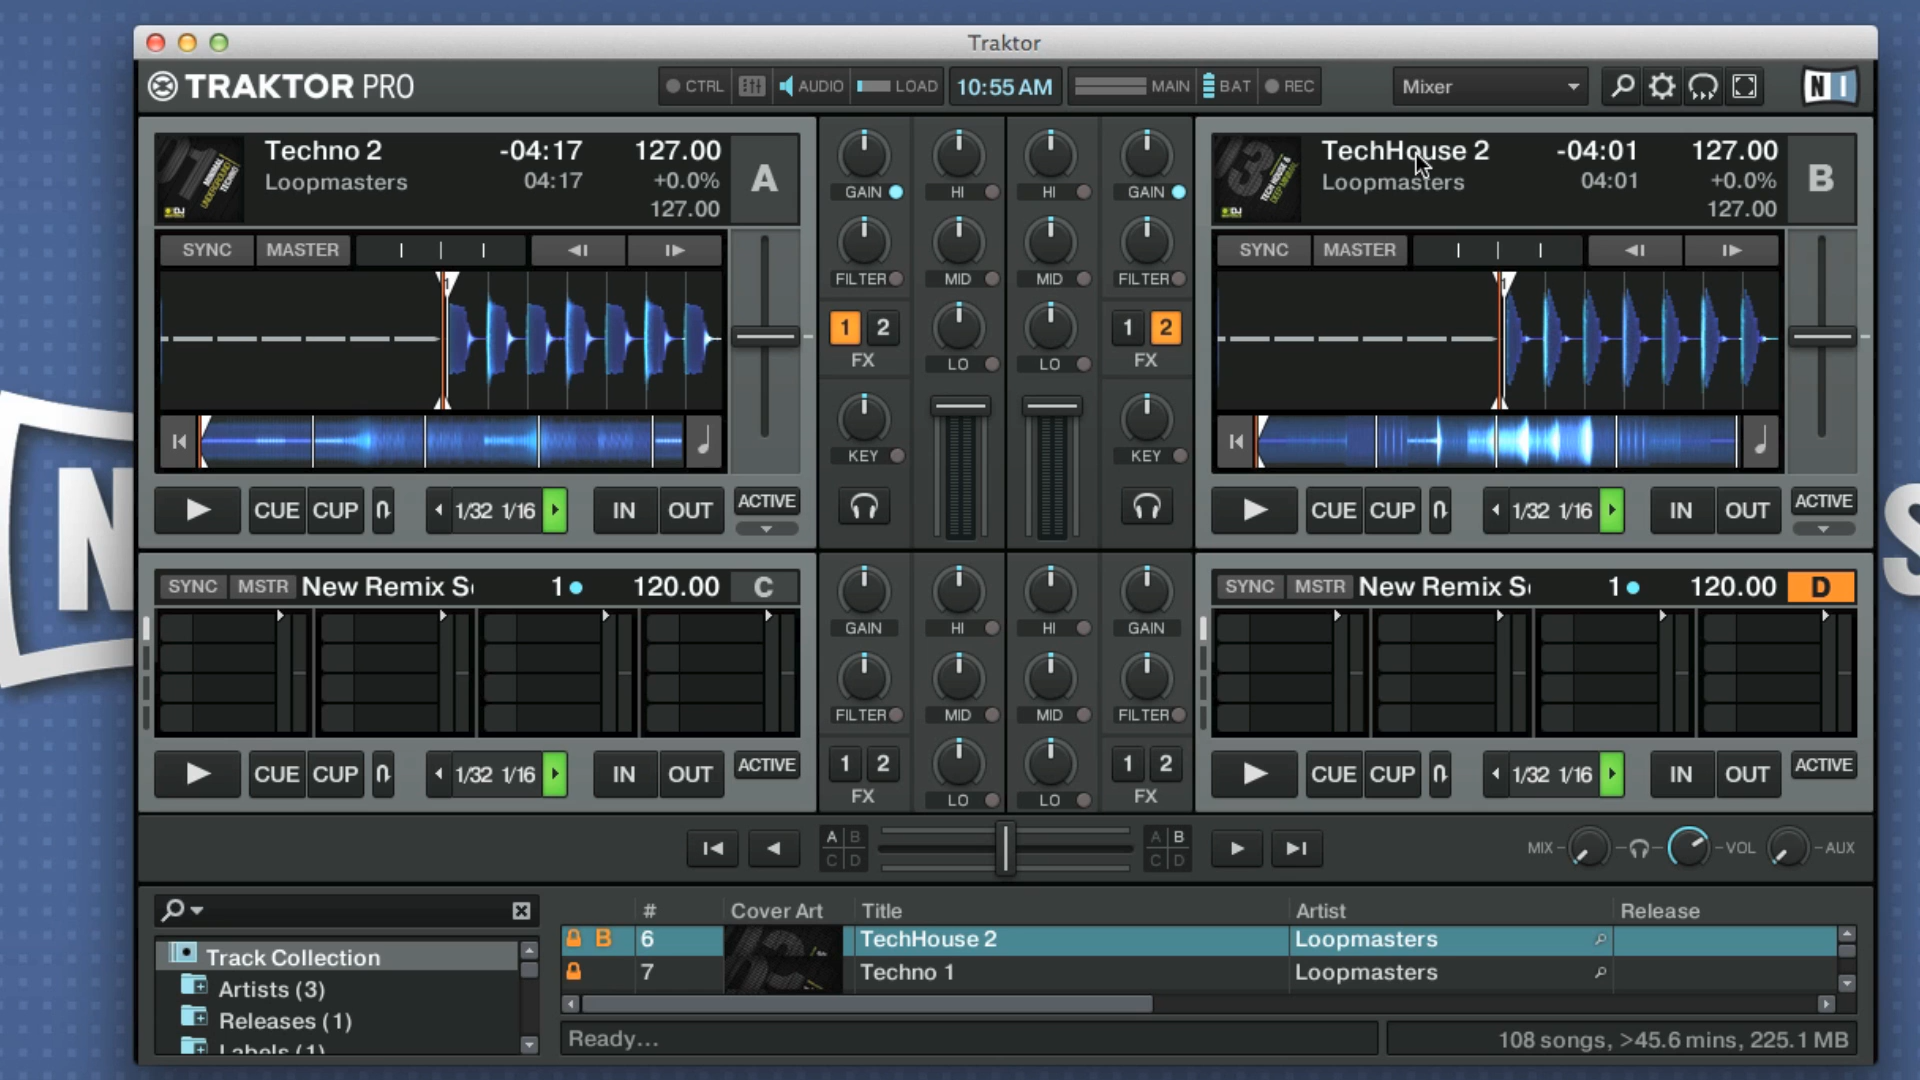 Traktor
TRAKTOR PRO
CTRL
AUDIO
LOAD
10:55 AM
MAIN
BAT
REC
Mixer
N I
Techno 2 -04:17 127.00
Loopmasters 04:17 +0.0%
127.00
A
SYNC MASTER
1
CUE CUP 1/32 1/16 IN OUT ACTIVE
GAIN HI HI GAIN
FILTER MID MID FILTER
1 2 LO LO 1 2
FX FX
KEY KEY
TechHouse 2 -04:01 127.00
Loopmasters 04:01 +0.0%
127.00
B
SYNC MASTER
1
CUE CUP 1/32 1/16 IN OUT ACTIVE
SYNC MSTR New Remix S 1 120.00 C
CUE CUP 1/32 1/16 IN OUT ACTIVE
GAIN HI HI GAIN
FILTER MID MID FILTER
1 2 LO LO 1 2
FX FX
SYNC MSTR New Remix S 1 120.00 D
CUE CUP 1/32 1/16 IN OUT ACTIVE
A B
C D
A B
C D
MIX VOL AUX
# Cover Art Title Artist Release
B 6 TechHouse 2 Loopmasters
7 Techno 1 Loopmasters
Track Collection
Artists (3)
Releases (1)
Labels (1)
Ready...
108 songs, >45.6 mins, 225.1 MB
N
S